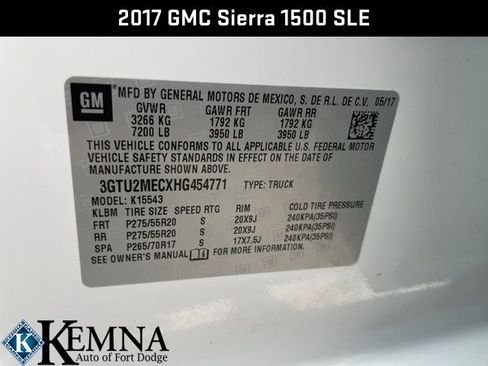 2017 GMC Sierra 1500 SLE
GM
MFD BY GENERAL MOTORS DE MEXICO, S. DE R.L. DE C.V. 05/17
GVWR GAWR FRT GAWR RR
3266 KG 1792 KG 1792 KG
7200 LB 3950 LB 3950 LB
THIS VEHICLE CONFORMS TO ALL APPLICABLE U.S. FEDERAL MOTOR
VEHICLE SAFETY STANDARDS IN EFFECT ON THE DATE OF
MANUFACTURE SHOWN ABOVE.
3GTU2MECXHG454771 TYPE: TRUCK
MODEL: K15543 COLD TIRE PRESSURE
KLBM TIRE SIZE SPEED RTG RIM
FRT P275/55R20 S 20X9J 240KPA(35PSI)
RR P275/55R20 S 20X9J 240KPA(35PSI)
SPA P265/70R17 S 17X7.5J 240KPA(35PSI)
SEE OWNER'S MANUAL FOR MORE INFORMATION.
K KEMNA
Auto of Fort Dodge